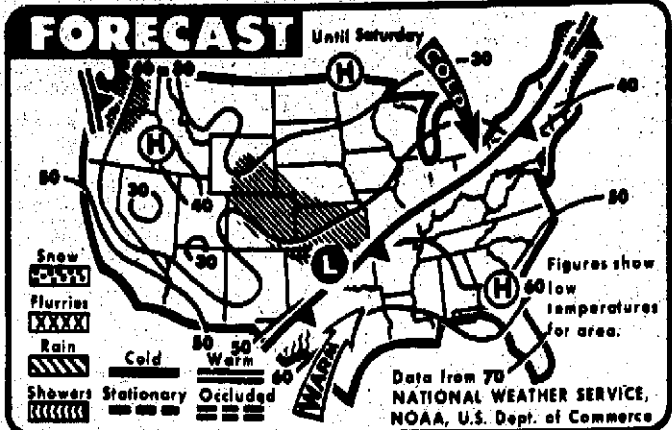 FORECAST
Until Saturday
COLD
30
40
H
H
50
30
40
50
30
L
H
60
Figures show
low
temperatures
for area.
Snow
Flurries
Rain
Showers
Cold
Warm
Stationary
Occluded
50
50
60
WARM
70
Data from
NATIONAL WEATHER SERVICE,
NOAA, U.S. Dept. of Commerce